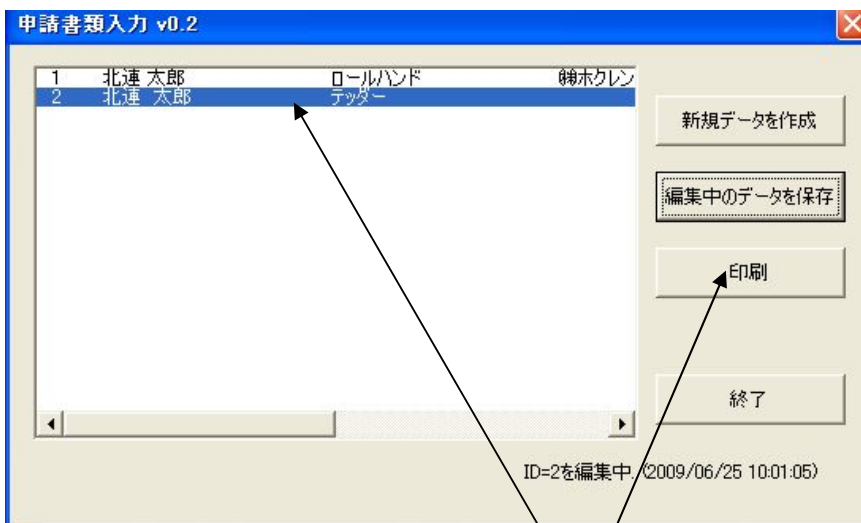 申請書類入力 v0.2
1 北連 太郎 ロールハンド ㈱ホクレン
2 北連 太郎 テッダー
新規データを作成
編集中のデータを保存
印刷
終了
ID=2を編集中. (2009/06/25 10:01:05)